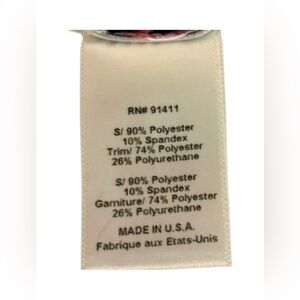 RN# 91411
S/ 90% Polyester
10% Spandex
Trim/ 74% Polyester
26% Polyurethane
S/ 90% Polyester
10% Spandex
Garniture/ 74% Polyester
26% Polyurethane
MADE IN U.S.A.
Fabrique aux Etats-Unis